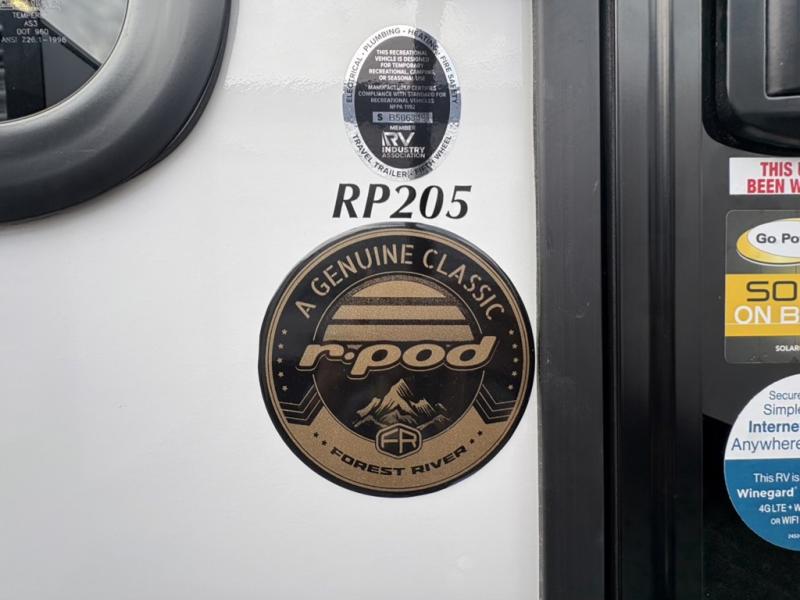 TEMPER
AS3
DOT 960
ANSI Z26.1-1996
ELECTRICAL • PLUMBING • HEATING • FIRE SAFETY
THIS RECREATIONAL
VEHICLE IS DESIGNED
FOR TEMPORARY
RECREATIONAL, CAMPING,
OR SEASONAL USE
MANUFACTURER CERTIFIES
COMPLIANCE WITH STANDARD FOR
RECREATIONAL VEHICLES
NFPA 1192
MEMBER
RV
INDUSTRY
ASSOCIATION
TRAVEL TRAILER • FIFTH WHEEL
RP205
A GENUINE CLASSIC
r·pod
FR
FOREST RIVER
THIS
BEEN W
Go Po
SO
ON B
SOLAR
Secure
Simple
Internet
Anywhere
This RV is
Winegard
4G LTE + W
OR WIFI